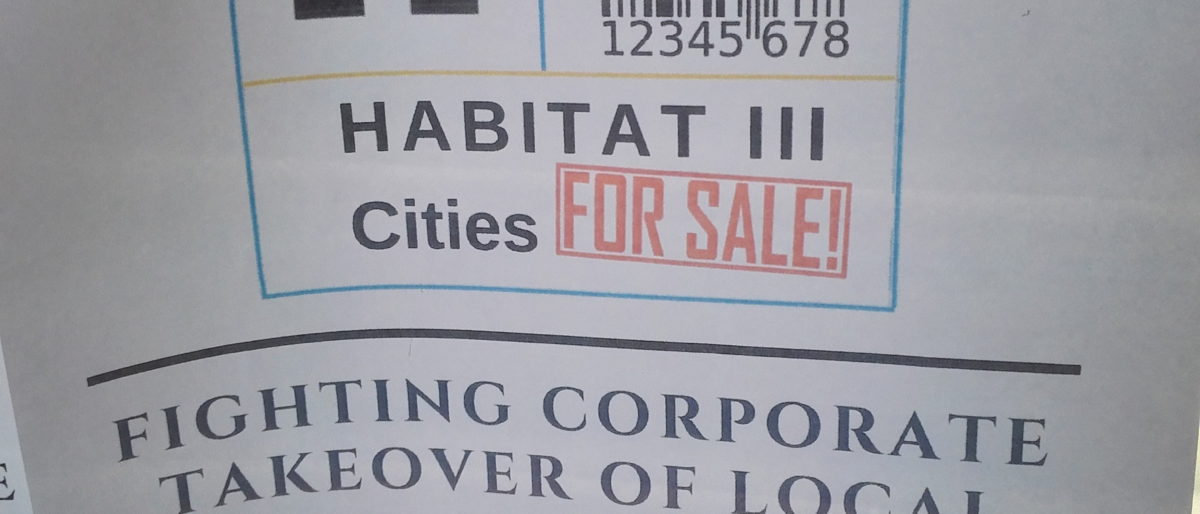 12345678
HABITAT III
Cities FOR SALE!
FIGHTING CORPORATE
TAKEOVER OF LOCAL
E